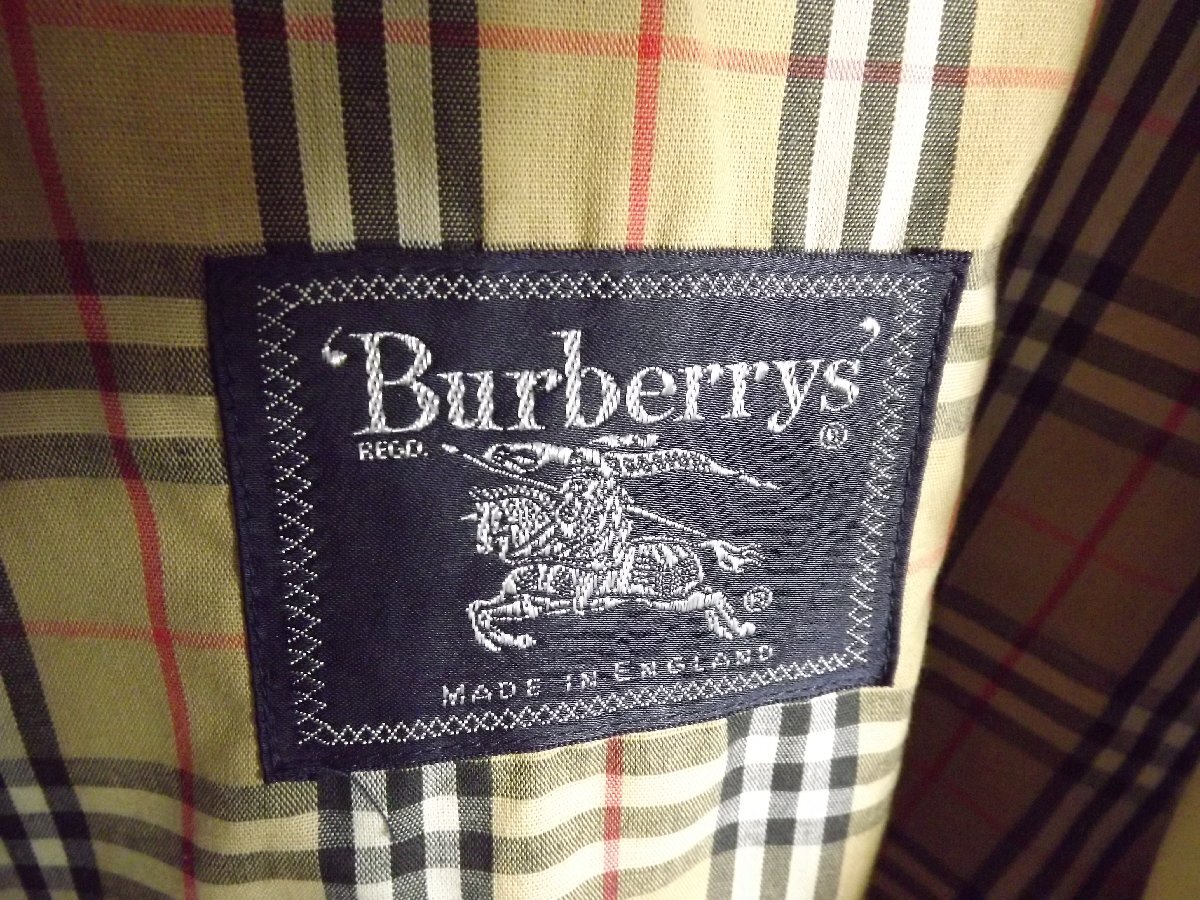 ‘Burberrys’
REGD. ®
®
MADE IN ENGLAND